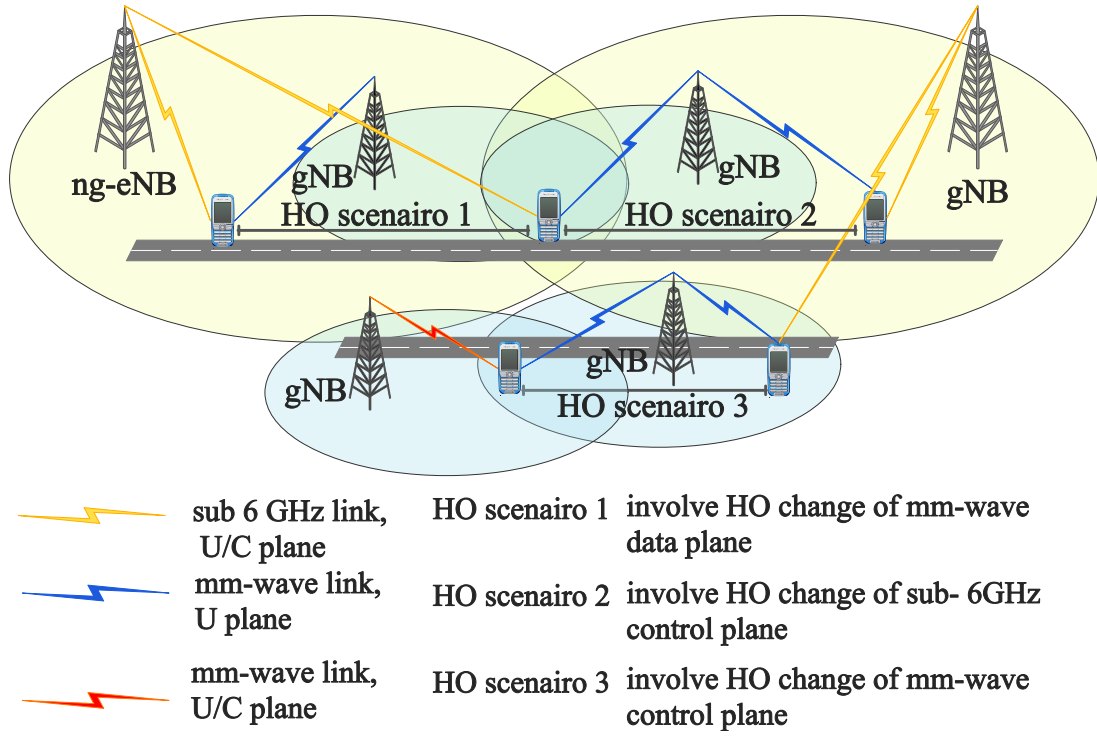 ng-eNB
gNB
gNB
gNB
HO scenairo 1
HO scenairo 2
gNB
gNB
HO scenairo 3
sub 6 GHz link,
U/C plane
mm-wave link,
U plane
mm-wave link,
U/C plane
HO scenairo 1
involve HO change of mm-wave
data plane
HO scenairo 2
involve HO change of sub- 6GHz
control plane
HO scenairo 3
involve HO change of mm-wave
control plane